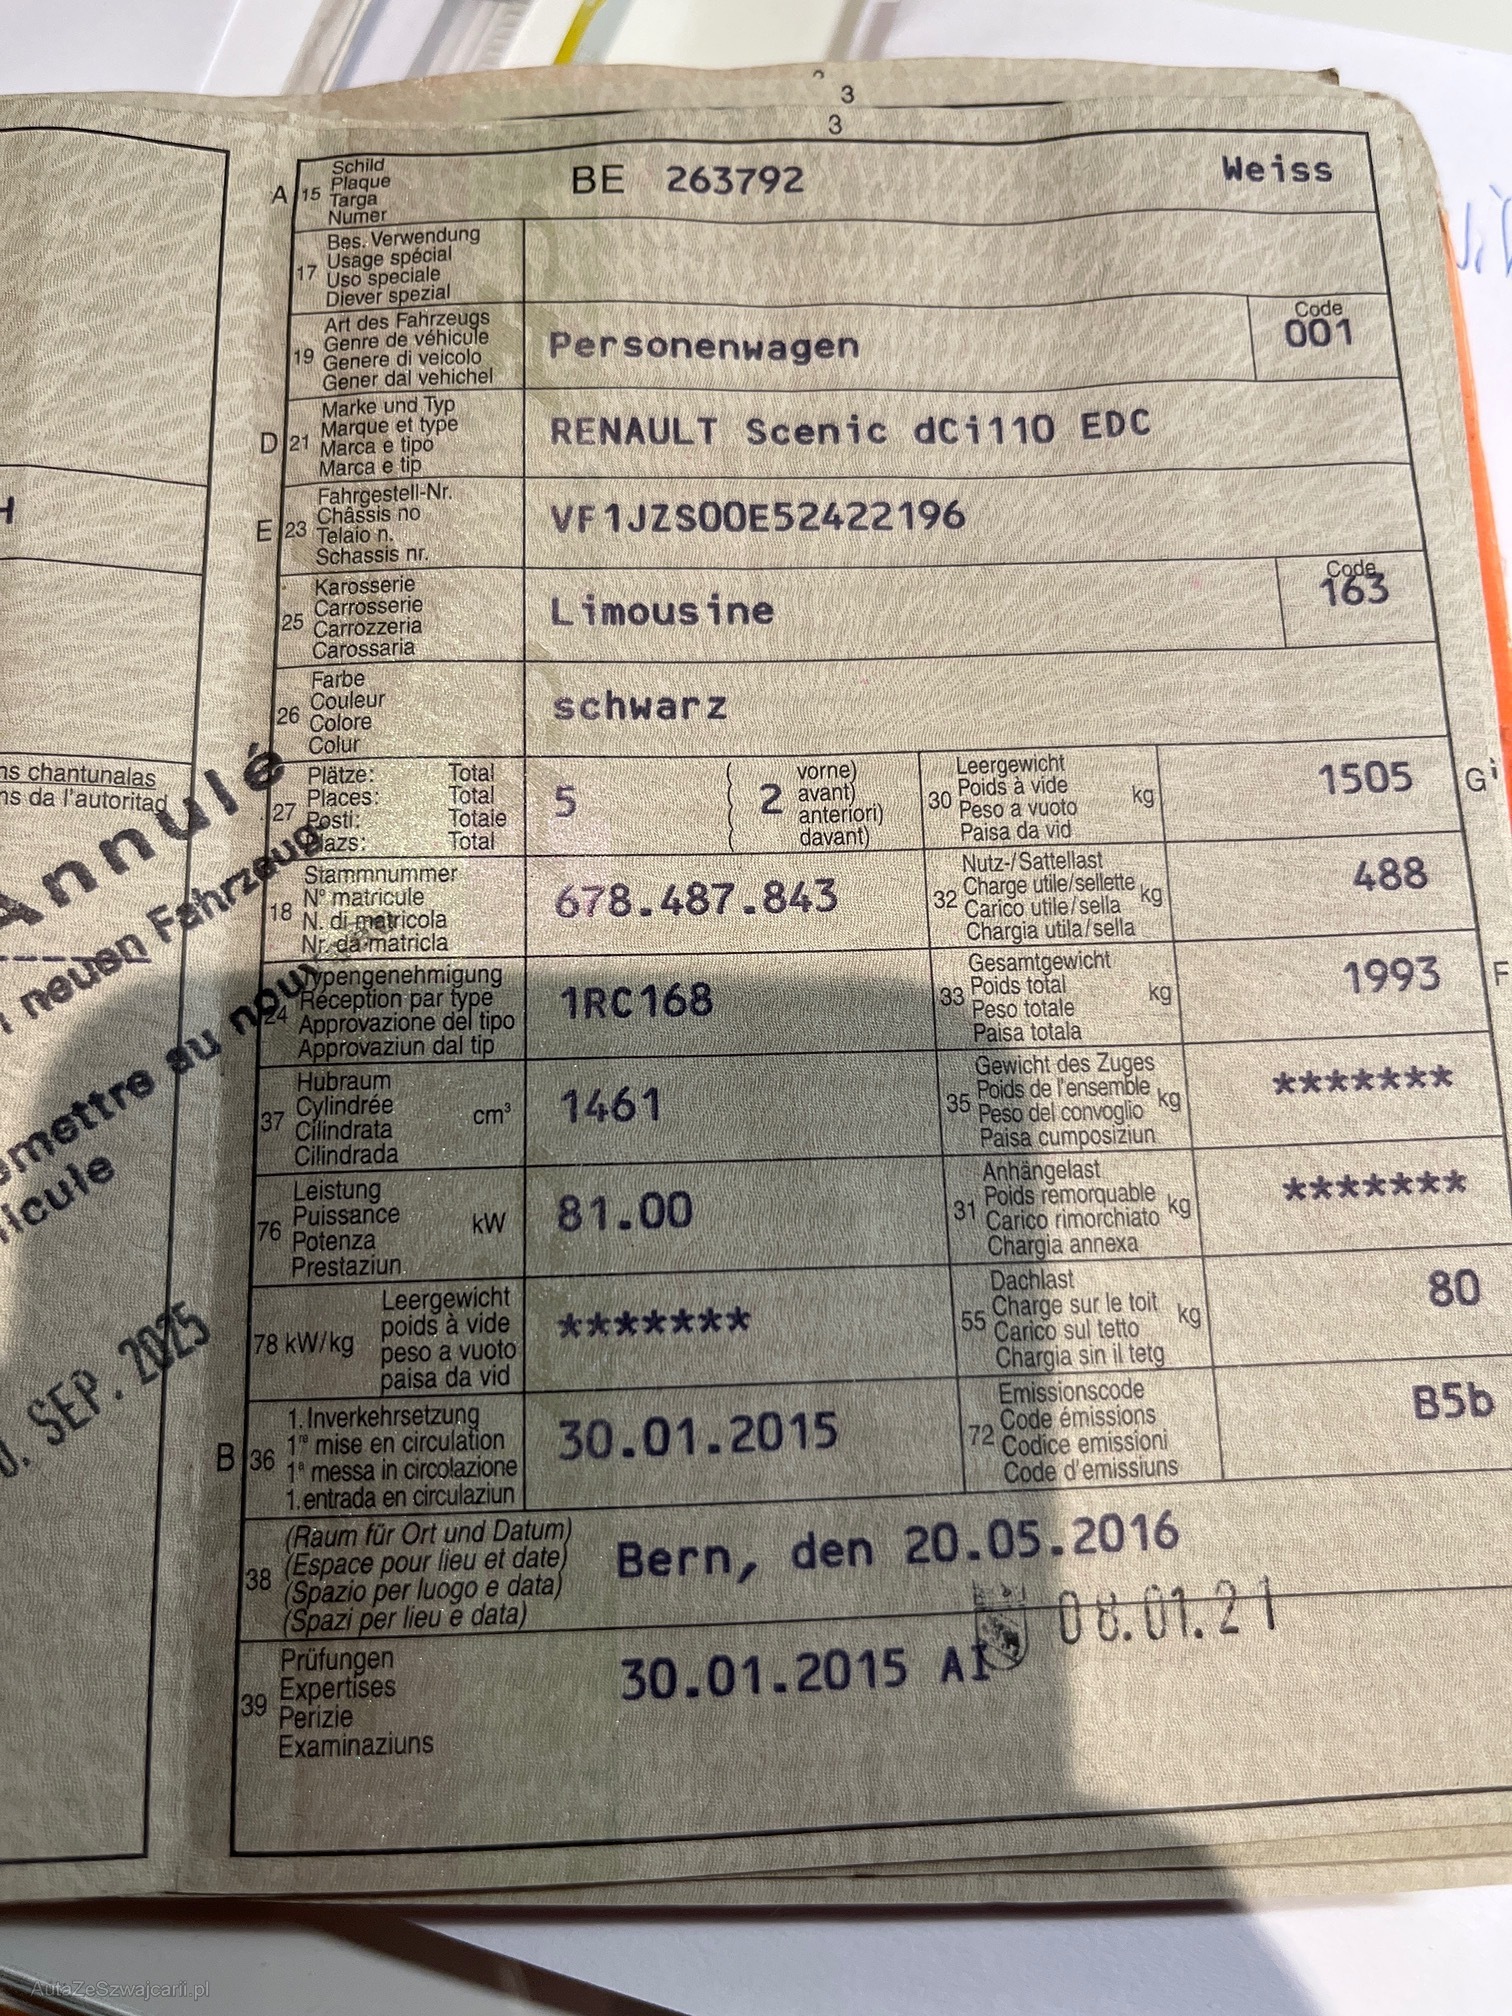 3
3
A 15 Schild
Plaque
Targa
Numer
BE 263792 Weiss
17 Bes. Verwendung
Usage spécial
Uso speciale
Diever spezial
19 Art des Fahrzeugs
Genre de véhicule
Genere di veicolo
Gener dal vehichel
Personenwagen
Code
001
D 21 Marke und Typ
Marque et type
Marca e tipo
Marca e tip
RENAULT Scenic dCi110 EDC
E 23 Fahrgestell-Nr.
Châssis no
Telaio n.
Schassis nr.
VF1JZS00E52422196
25 Karosserie
Carrosserie
Carrozzeria
Carossaria
Limousine
Code
163
26 Farbe
Couleur
Colore
Colur
schwarz
27 Plätze: Total
Places: Total
Posti: Totale
Plazs: Total
5 ( 2 vorne)
avant)
anteriori)
davant)
30 Leergewicht
Poids à vide
Peso a vuoto
Paisa da vid
kg 1505 G
18 Stammnummer
N° matricule
N. di matricola
Nr. da matricla
678.487.843
32 Nutz-/Sattellast
Charge utile/sellette
Carico utile/sella
Chargia utila/sella
kg 488
24 Typengenehmigung
Réception par type
Approvazione del tipo
Approvaziun dal tip
1RC168
33 Gesamtgewicht
Poids total
Peso totale
Paisa totala
kg 1993 F
37 Hubraum
Cylindrée
Cilindrata
Cilindrada
cm³ 1461
35 Gewicht des Zuges
Poids de l'ensemble
Peso del convoglio
Paisa cumposiziun
kg *******
76 Leistung
Puissance
Potenza
Prestaziun
kW 81.00
31 Anhängelast
Poids remorquable
Carico rimorchiato
Chargia annexa
kg *******
78 kW/kg Leergewicht
poids à vide
peso a vuoto
paisa da vid
*******
55 Dachlast
Charge sur le toit
Carico sul tetto
Chargia sin il tetg
kg 80
B 36 1. Inverkehrsetzung
1re mise en circulation
1a messa in circolazione
1. entrada en circulaziun
30.01.2015
72 Emissionscode
Code émissions
Codice emissioni
Code d'emissiuns
B5b
38 (Raum für Ort und Datum)
(Espace pour lieu et date)
(Spazio per luogo e data)
(Spazi per lieu e data)
Bern, den 20.05.2016
08.01.21
39 Prüfungen
Expertises
Perizie
Examinaziuns
30.01.2015 AI
ns chantunalas
ns da l'autoritad
Annulé
neuen Fahrzeug
emettre au nouv
icule
SEP. 2025
AutaZeSzwajcarii.pl